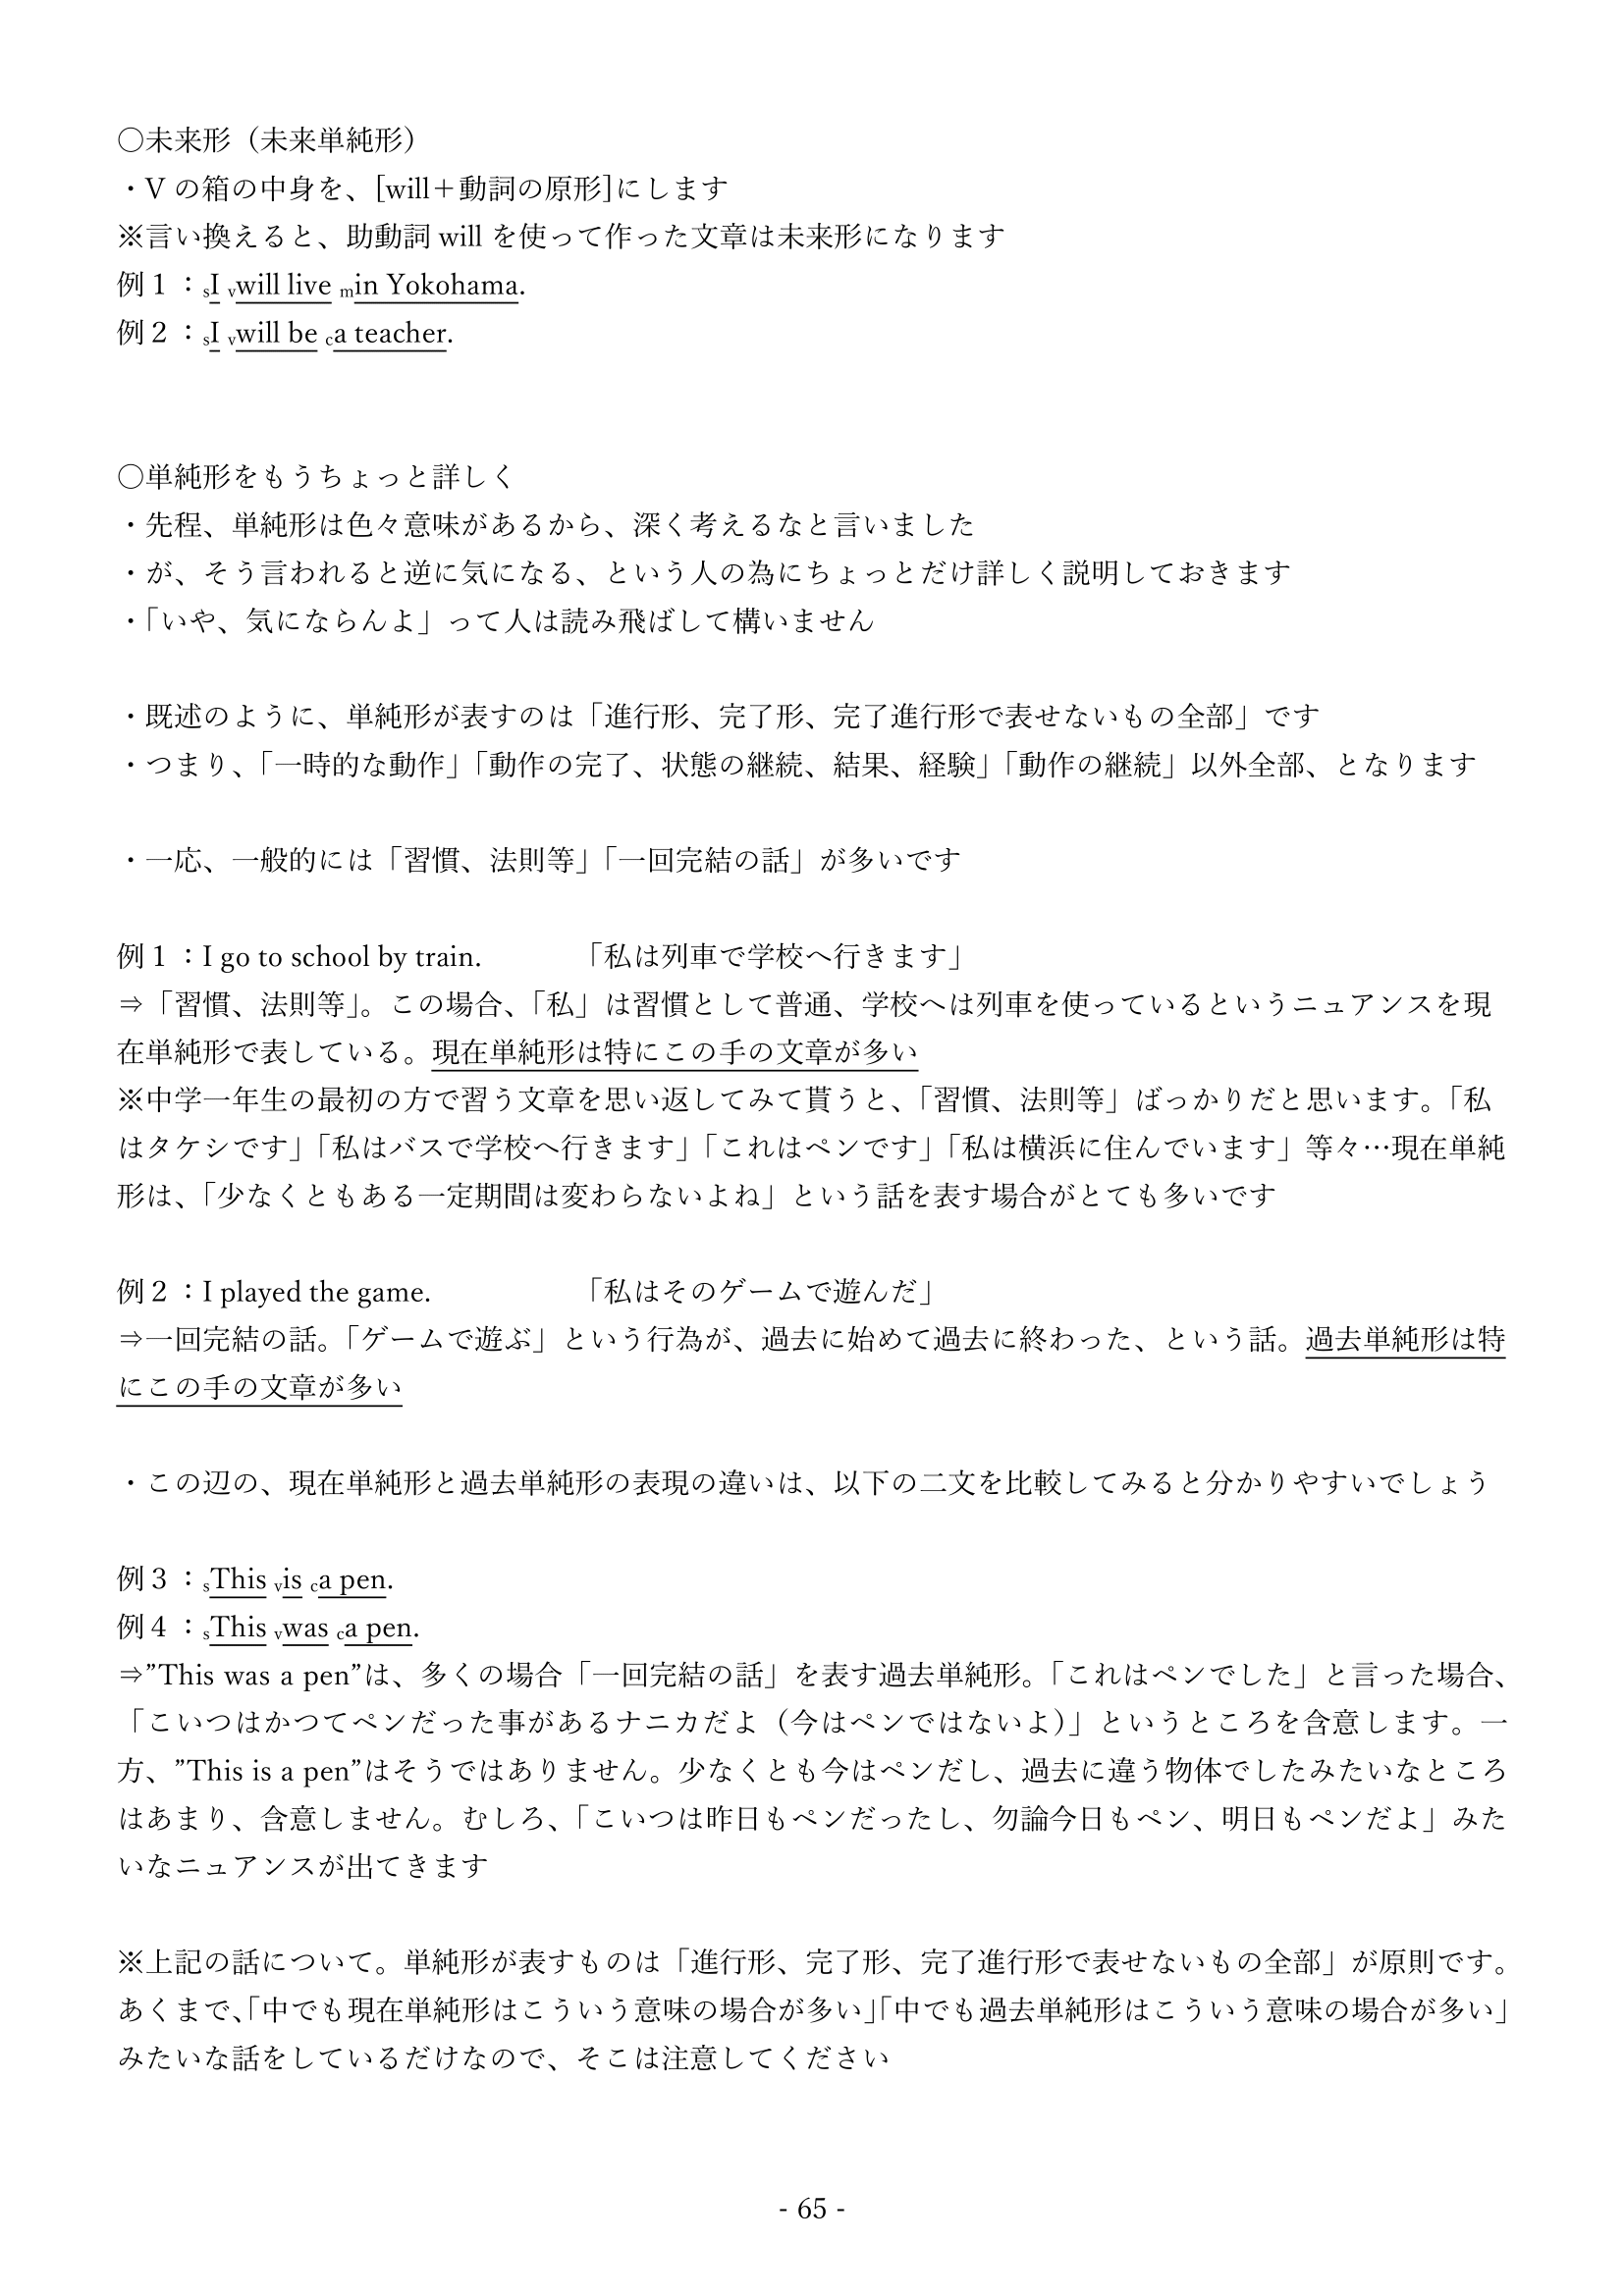 〇未来形（未来単純形）
・V の箱の中身を、[will＋動詞の原形]にします
※言い換えると、助動詞 will を使って作った文章は未来形になります
例１：sI vwill live min Yokohama.
例２：sI vwill be ca teacher.
〇単純形をもうちょっと詳しく
・先程、単純形は色々意味があるから、深く考えるなと言いました
・が、そう言われると逆に気になる、という人の為にちょっとだけ詳しく説明しておきます
・「いや、気にならんよ」って人は読み飛ばして構いません
・既述のように、単純形が表すのは「進行形、完了形、完了進行形で表せないもの全部」です
・つまり、「一時的な動作」「動作の完了、状態の継続、結果、経験」「動作の継続」以外全部、となります
・一応、一般的には「習慣、法則等」「一回完結の話」が多いです
例１：I go to school by train. 「私は列車で学校へ行きます」
⇒「習慣、法則等」。この場合、「私」は習慣として普通、学校へは列車を使っているというニュアンスを現
在単純形で表している。現在単純形は特にこの手の文章が多い
※中学一年生の最初の方で習う文章を思い返してみて貰うと、「習慣、法則等」ばっかりだと思います。「私
はタケシです」「私はバスで学校へ行きます」「これはペンです」「私は横浜に住んでいます」等々…現在単純
形は、「少なくともある一定期間は変わらないよね」という話を表す場合がとても多いです
例２：I played the game. 「私はそのゲームで遊んだ」
⇒一回完結の話。「ゲームで遊ぶ」という行為が、過去に始めて過去に終わった、という話。過去単純形は特
にこの手の文章が多い
・この辺の、現在単純形と過去単純形の表現の違いは、以下の二文を比較してみると分かりやすいでしょう
例３：sThis vis ca pen.
例４：sThis vwas ca pen.
⇒”This was a pen”は、多くの場合「一回完結の話」を表す過去単純形。「これはペンでした」と言った場合、
「こいつはかつてペンだった事があるナニカだよ（今はペンではないよ）」というところを含意します。一
方、”This is a pen”はそうではありません。少なくとも今はペンだし、過去に違う物体でしたみたいなところ
はあまり、含意しません。むしろ、「こいつは昨日もペンだったし、勿論今日もペン、明日もペンだよ」みた
いなニュアンスが出てきます
※上記の話について。単純形が表すものは「進行形、完了形、完了進行形で表せないもの全部」が原則です。
あくまで、「中でも現在単純形はこういう意味の場合が多い」「中でも過去単純形はこういう意味の場合が多い」
みたいな話をしているだけなので、そこは注意してください
- 65 -